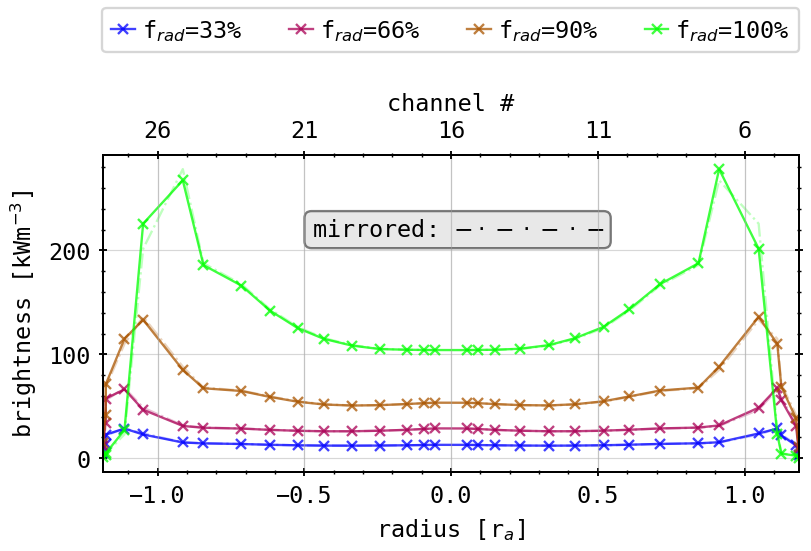 f_rad=33% f_rad=66% f_rad=90% f_rad=100%
channel #
26 21 16 11 6
mirrored:
brightness [kWm⁻³]
200
100
0
−1.0 −0.5 0.0 0.5 1.0
radius [r_a]